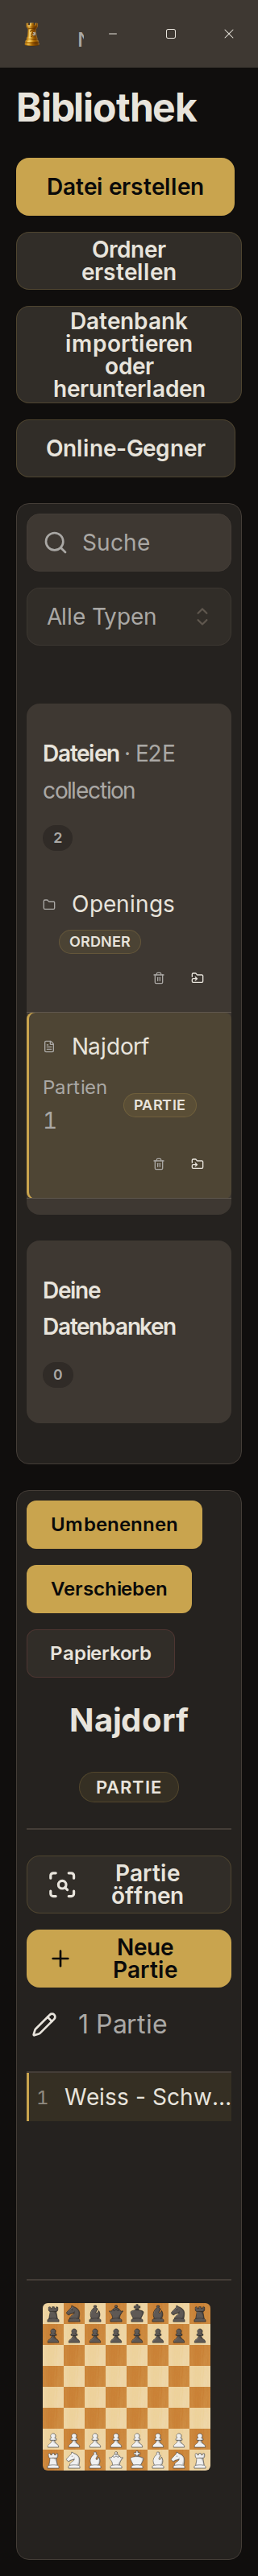 Bibliothek
Datei erstellen
Ordner
erstellen
Datenbank
importieren
oder
herunterladen
Online-Gegner
Suche
Alle Typen
Dateien · E2E
collection
2
Openings
ORDNER
Najdorf
Partien
1
PARTIE
Deine
Datenbanken
0
Umbenennen
Verschieben
Papierkorb
Najdorf
PARTIE
Partie
öffnen
Neue
Partie
1 Partie
1 Weiss - Schw...